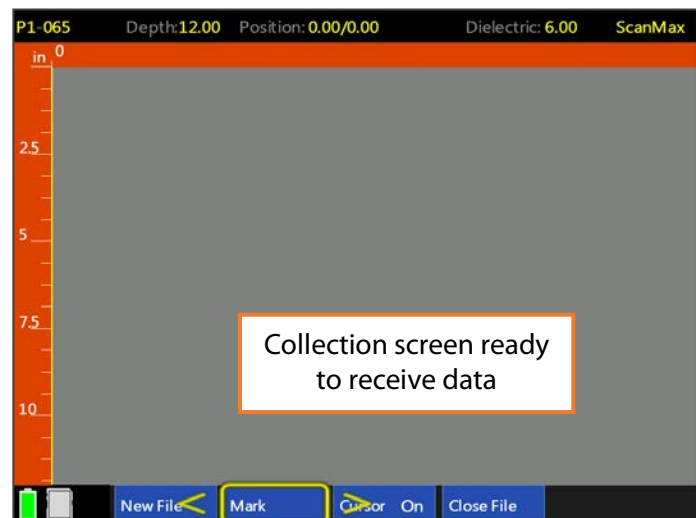 P1-065 Depth:12.00 Position: 0.00/0.00 Dielectric: 6.00 ScanMax
in 0
2.5
5
7.5
Collection screen ready
to receive data
10
New File < Mark > Cursor On Close File